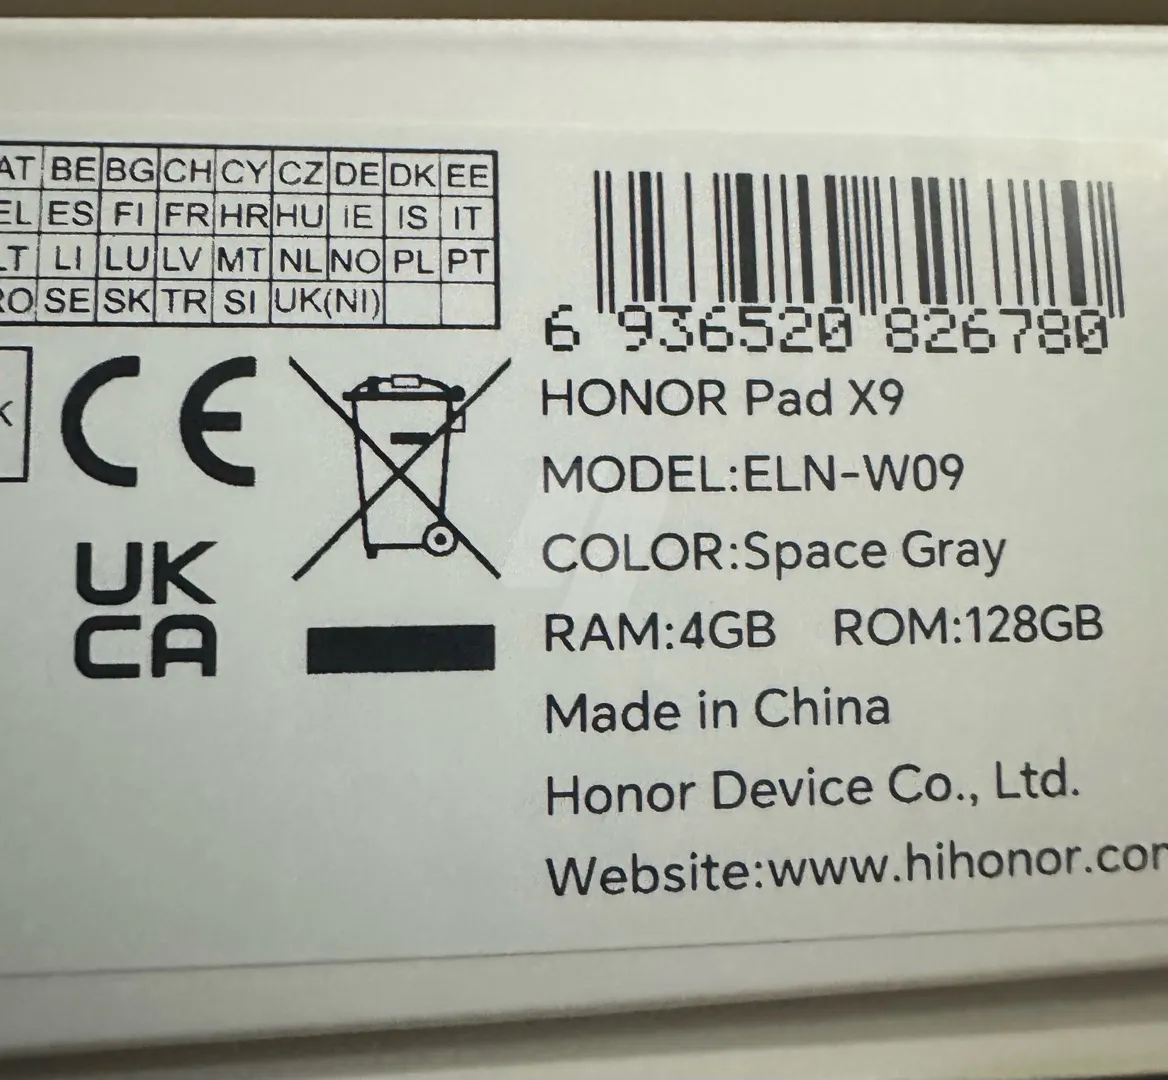 AT BE BG CH CY CZ DE DK EE
EL ES FI FR HR HU IE IS IT
LT LI LU LV MT NL NO PL PT
RO SE SK TR SI UK(NI)
K
CE
UK
CA
6 936520 826780
HONOR Pad X9
MODEL:ELN-W09
COLOR:Space Gray
RAM:4GB ROM:128GB
Made in China
Honor Device Co., Ltd.
Website:www.hihonor.com